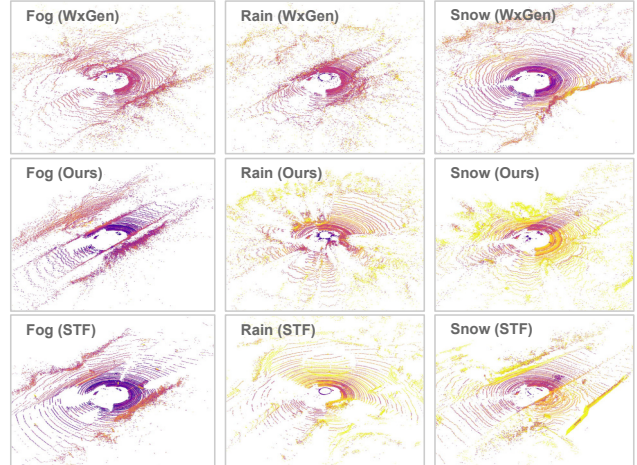 Fog (WxGen)
Rain (WxGen)
Snow (WxGen)
Fog (Ours)
Rain (Ours)
Snow (Ours)
Fog (STF)
Rain (STF)
Snow (STF)